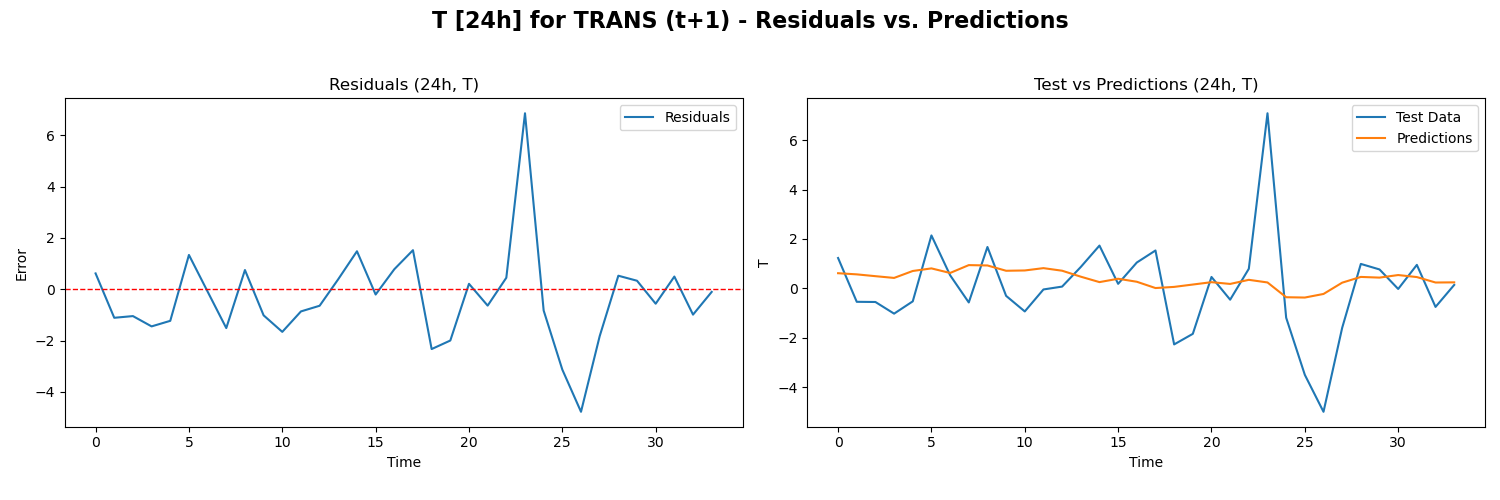 T [24h] for TRANS (t+1) - Residuals vs. Predictions
Residuals (24h, T)
Residuals
Error
6
4
2
0
−2
−4
0 5 10 15 20 25 30
Time
Test vs Predictions (24h, T)
Test Data
Predictions
T
6
4
2
0
−2
−4
0 5 10 15 20 25 30
Time